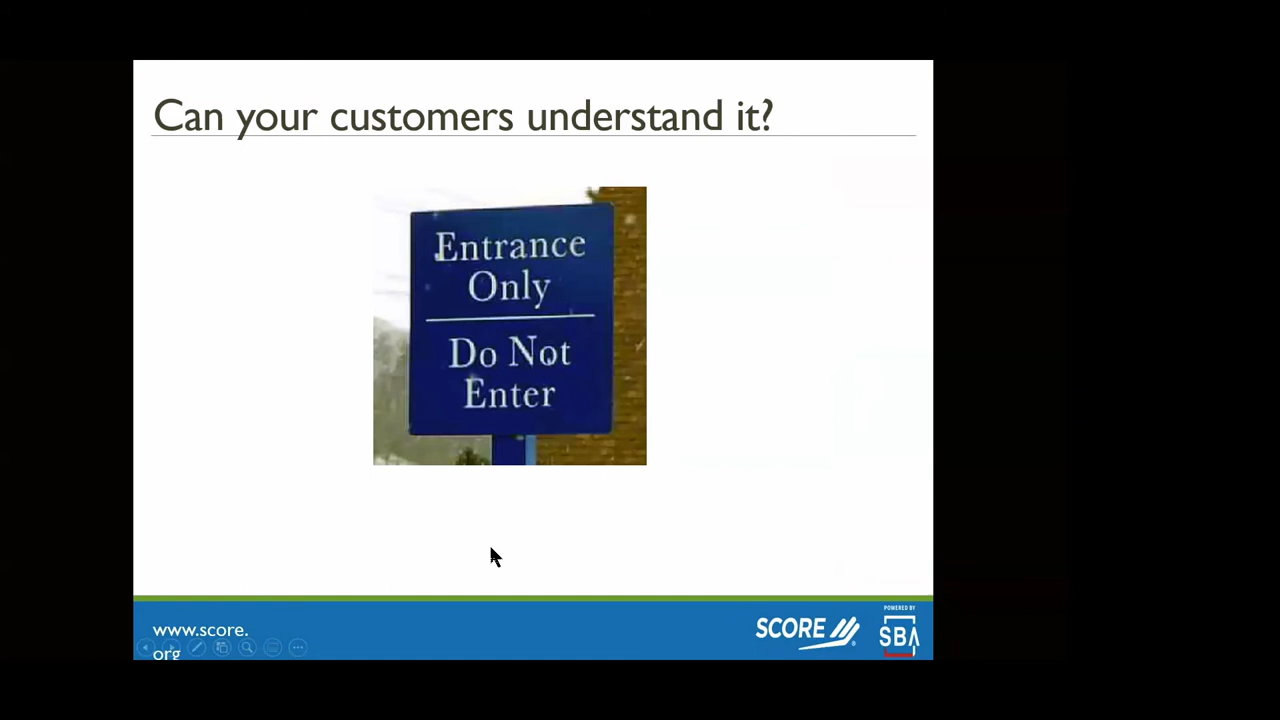 Can your customers understand it?
Entrance
Only
Do Not
Enter
www.score.
org
SCORE
POWERED BY
SBA